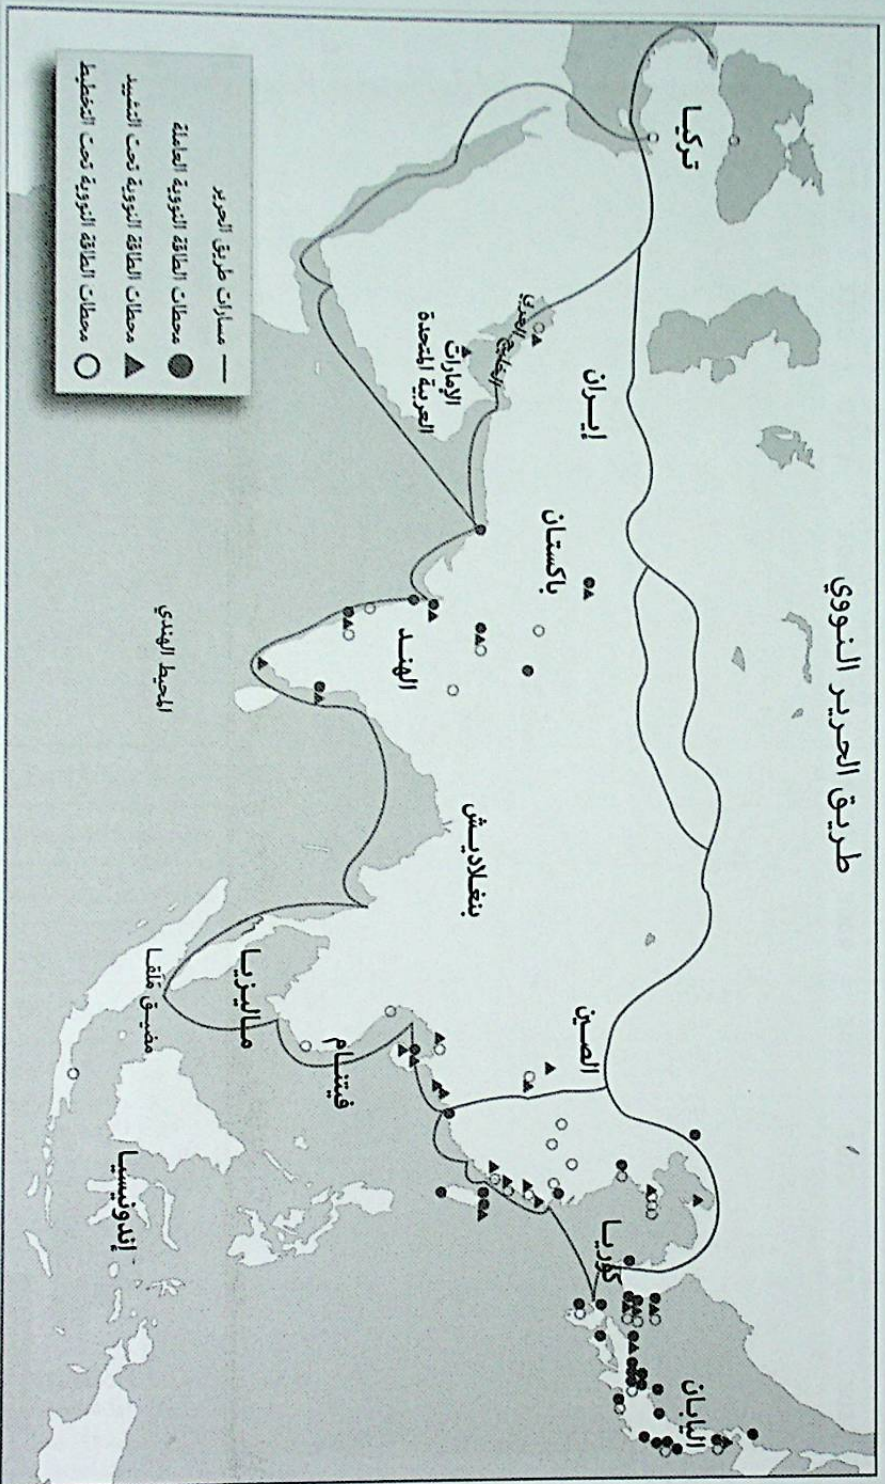 طريق الحرير النووي
تركيا
إيران
باكستان
الخليج العربي
الإمارات
العربية المتحدة
الهند
بنغلاديش
الصين
كوريا
اليابان
فيتنام
ماليزيا
مضيق ملقا
إندونيسيا
المحيط الهندي
مسارات طريق الحرير
محطات الطاقة النووية العاملة
محطات الطاقة النووية تحت التشييد
محطات الطاقة النووية تحت التخطيط